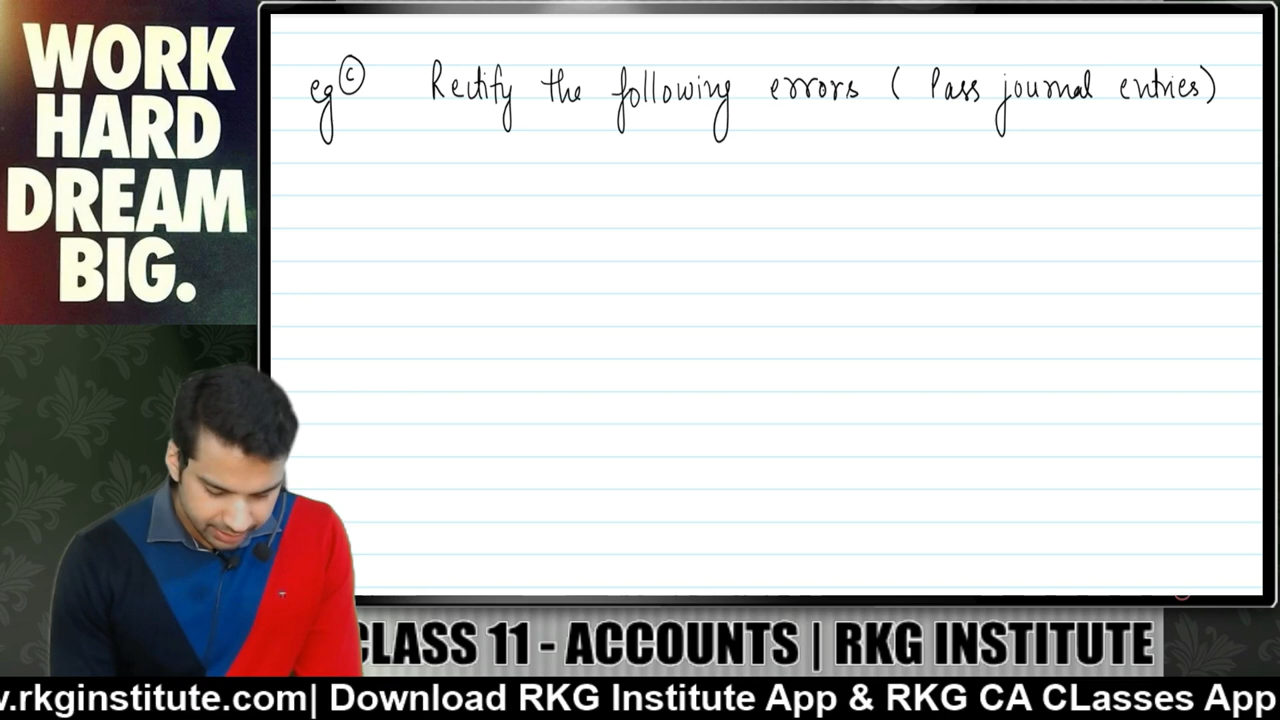 WORK
HARD
DREAM
BIG.
eg (c) Rectify the following errors ( Pass journal entries)
CLASS 11 - ACCOUNTS | RKG INSTITUTE
w.rkginstitute.com| Download RKG Institute App & RKG CA CLasses App